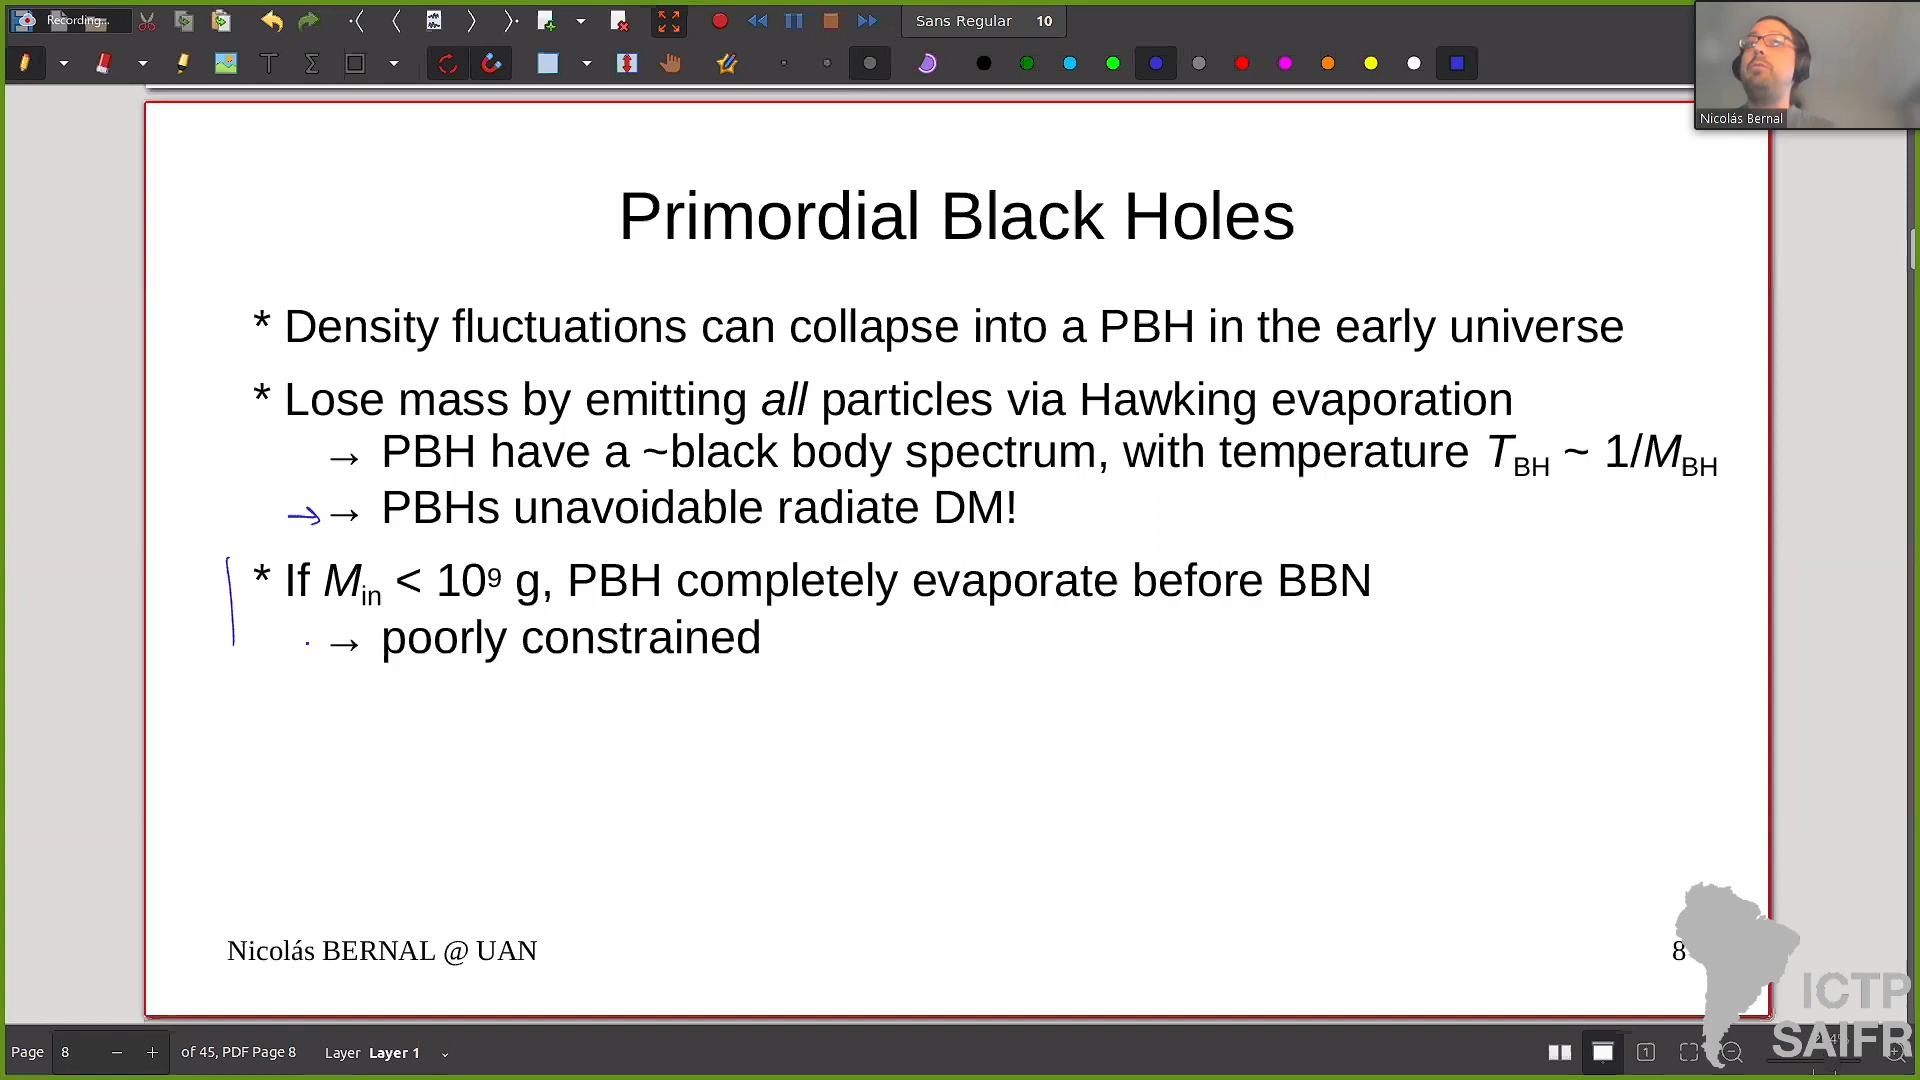 Recording...
Sans Regular 10
Nicolás Bernal
Primordial Black Holes
* Density fluctuations can collapse into a PBH in the early universe
* Lose mass by emitting all particles via Hawking evaporation
→ PBH have a ~black body spectrum, with temperature T_BH ~ 1/M_BH
→ → PBHs unavoidable radiate DM!
* If M_in < 10⁹ g, PBH completely evaporate before BBN
→ poorly constrained
Nicolás BERNAL @ UAN
8
ICTP
SAIFR
Page 8 − + of 45, PDF Page 8 Layer Layer 1